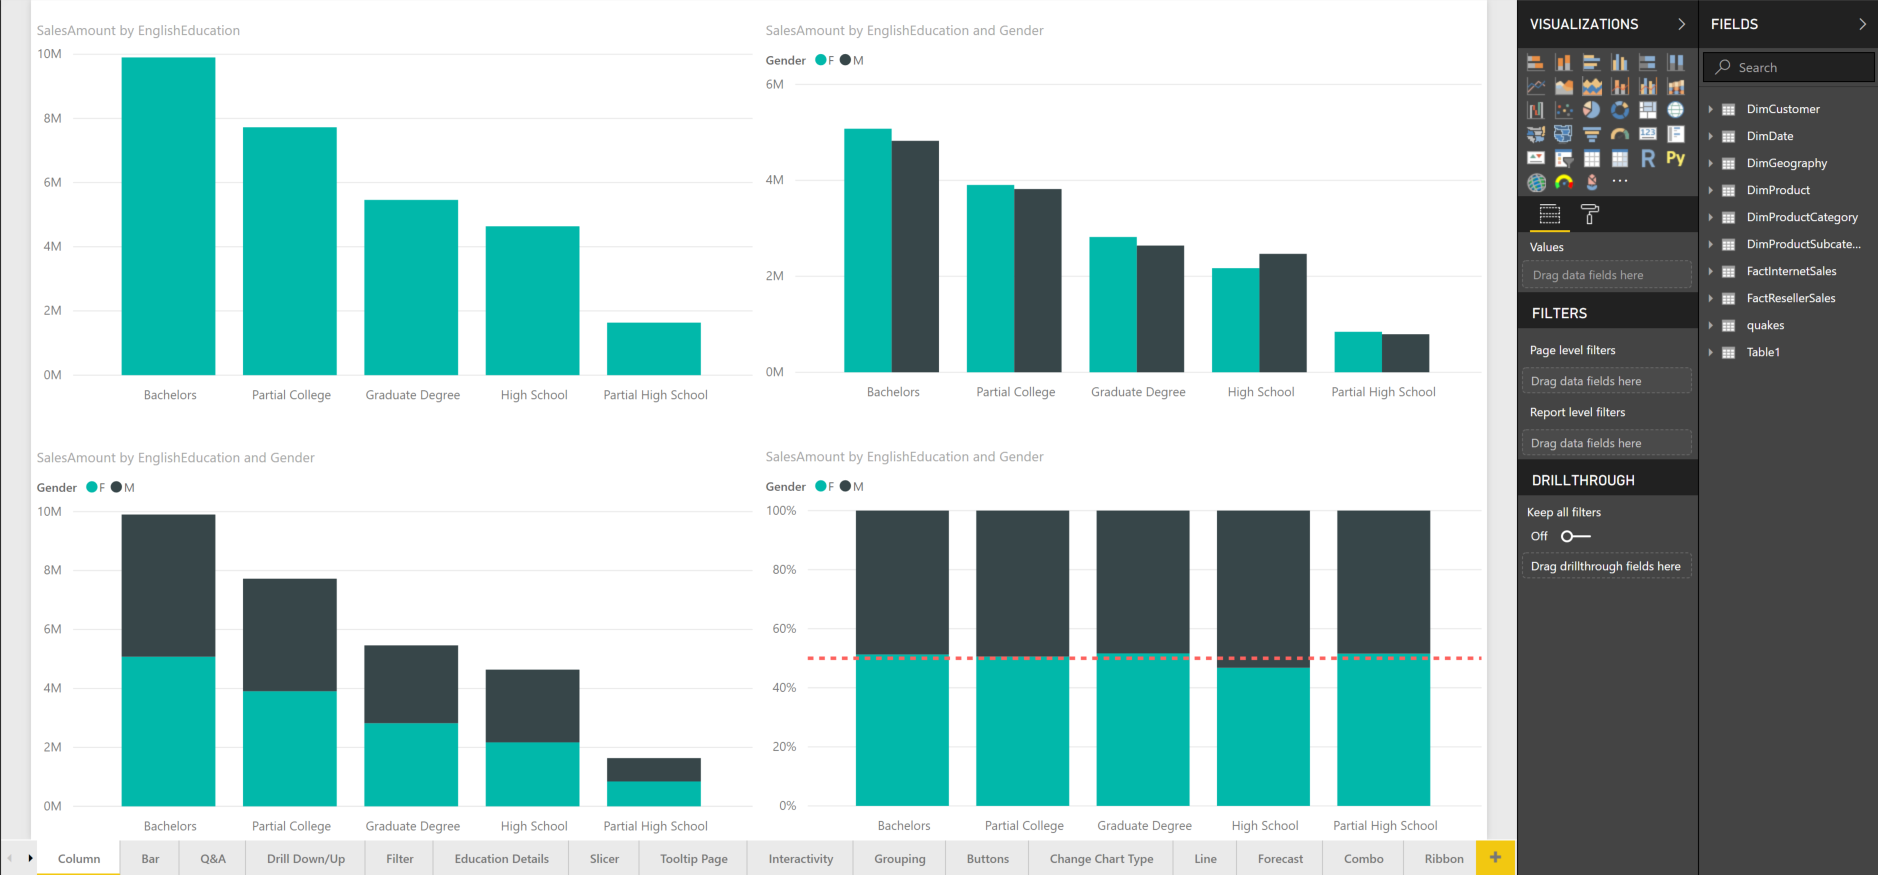 SalesAmount by EnglishEducation
10M
8M
6M
4M
2M
0M
Bachelors Partial College Graduate Degree High School Partial High School
SalesAmount by EnglishEducation and Gender
Gender F M
6M
4M
2M
0M
Bachelors Partial College Graduate Degree High School Partial High School
SalesAmount by EnglishEducation and Gender
Gender F M
10M
8M
6M
4M
2M
0M
Bachelors Partial College Graduate Degree High School Partial High School
SalesAmount by EnglishEducation and Gender
Gender F M
100%
80%
60%
40%
20%
0%
Bachelors Partial College Graduate Degree High School Partial High School
Column Bar Q&A Drill Down/Up Filter Education Details Slicer Tooltip Page Interactivity Grouping Buttons Change Chart Type Line Forecast Combo Ribbon
VISUALIZATIONS
123
R Py
Values
Drag data fields here
FILTERS
Page level filters
Drag data fields here
Report level filters
Drag data fields here
DRILLTHROUGH
Keep all filters
Off
Drag drillthrough fields here
FIELDS
Search
DimCustomer
DimDate
DimGeography
DimProduct
DimProductCategory
DimProductSubcate...
FactInternetSales
FactResellerSales
quakes
Table1